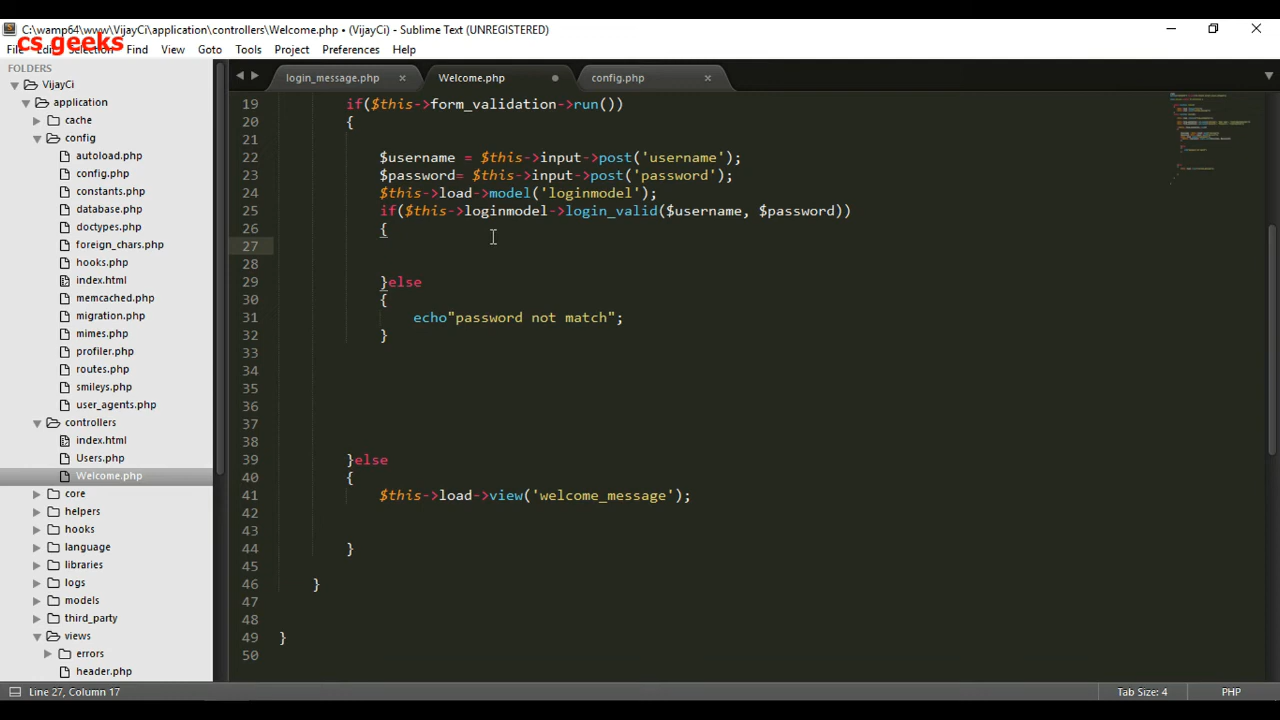 C:\wamp64\www\VijayCi\application\controllers\Welcome.php • (VijayCi) - Sublime Text (UNREGISTERED)
cs geeks
File Edit Selection Find View Goto Tools Project Preferences Help
FOLDERS
VijayCi
application
cache
config
autoload.php
config.php
constants.php
database.php
doctypes.php
foreign_chars.php
hooks.php
index.html
memcached.php
migration.php
mimes.php
profiler.php
routes.php
smileys.php
user_agents.php
controllers
index.html
Users.php
Welcome.php
core
helpers
hooks
language
libraries
logs
models
third_party
views
errors
header.php
login_message.php Welcome.php config.php
19 if($this->form_validation->run())
20 {
21
22 $username = $this->input->post('username');
23 $password= $this->input->post('password');
24 $this->load->model('loginmodel');
25 if($this->loginmodel->login_valid($username, $password))
26 {
27
28
29 }else
30 {
31 echo"password not match";
32 }
33
34
35
36
37
38
39 }else
40 {
41 $this->load->view('welcome_message');
42
43
44 }
45
46 }
47
48
49 }
50
Line 27, Column 17 Tab Size: 4 PHP